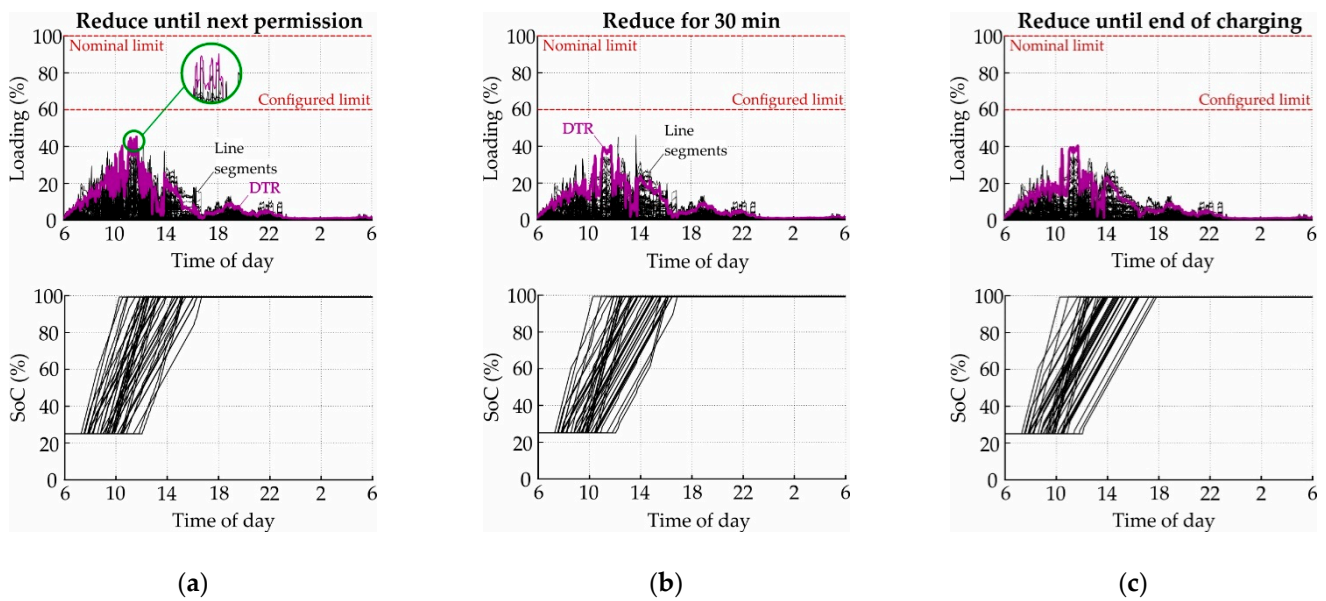 Reduce until next permission
100
Nominal limit
80
Configured limit
60
Loading (%)
40
Line
segments
20
DTR
0
6 10 14 18 22 2 6
Time of day
100
80
60
SoC (%)
40
20
0
6 10 14 18 22 2 6
Time of day
(a)
Reduce for 30 min
100
Nominal limit
80
Configured limit
60
Loading (%)
DTR
Line
segments
40
20
0
6 10 14 18 22 2 6
Time of day
100
80
60
SoC (%)
40
20
0
6 10 14 18 22 2 6
Time of day
(b)
Reduce until end of charging
100
Nominal limit
80
Configured limit
60
Loading (%)
40
20
0
6 10 14 18 22 2 6
Time of day
100
80
60
SoC (%)
40
20
0
6 10 14 18 22 2 6
Time of day
(c)